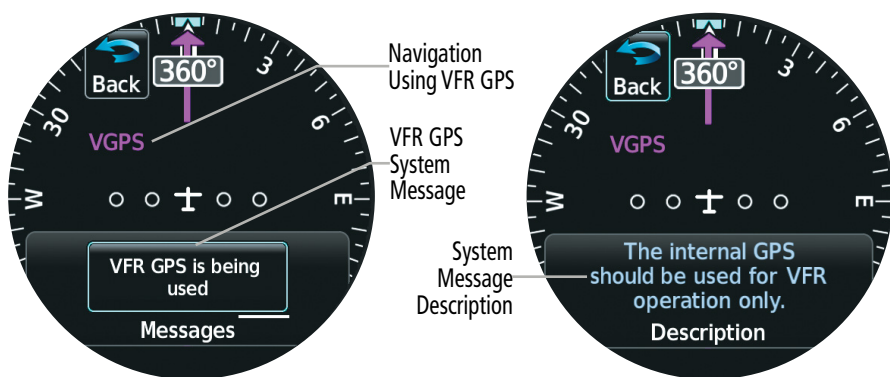 Back
360°
3
30
6
VGPS
W
E
VFR GPS is being
used
Messages
Navigation
Using VFR GPS
VFR GPS
System
Message
System
Message
Description
Back
360°
3
30
6
VGPS
W
E
The internal GPS
should be used for VFR
operation only.
Description